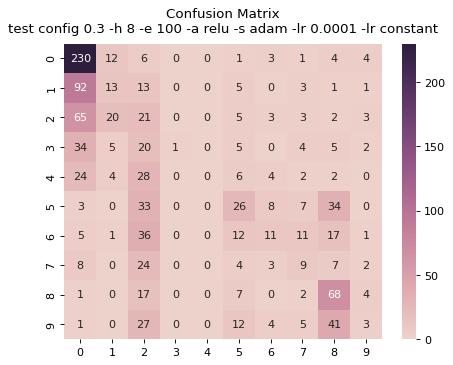 Confusion Matrix
test config 0.3 -h 8 -e 100 -a relu -s adam -lr 0.0001 -lr constant
0 230 12 6 0 0 1 3 1 4 4
1 92 13 13 0 0 5 0 3 1 1
2 65 20 21 0 0 5 3 3 2 3
3 34 5 20 1 0 5 0 4 5 2
4 24 4 28 0 0 6 4 2 2 0
5 3 0 33 0 0 26 8 7 34 0
6 5 1 36 0 0 12 11 11 17 1
7 8 0 24 0 0 4 3 9 7 2
8 1 0 17 0 0 7 0 2 68 4
9 1 0 27 0 0 12 4 5 41 3
0 1 2 3 4 5 6 7 8 9
200
150
100
50
0